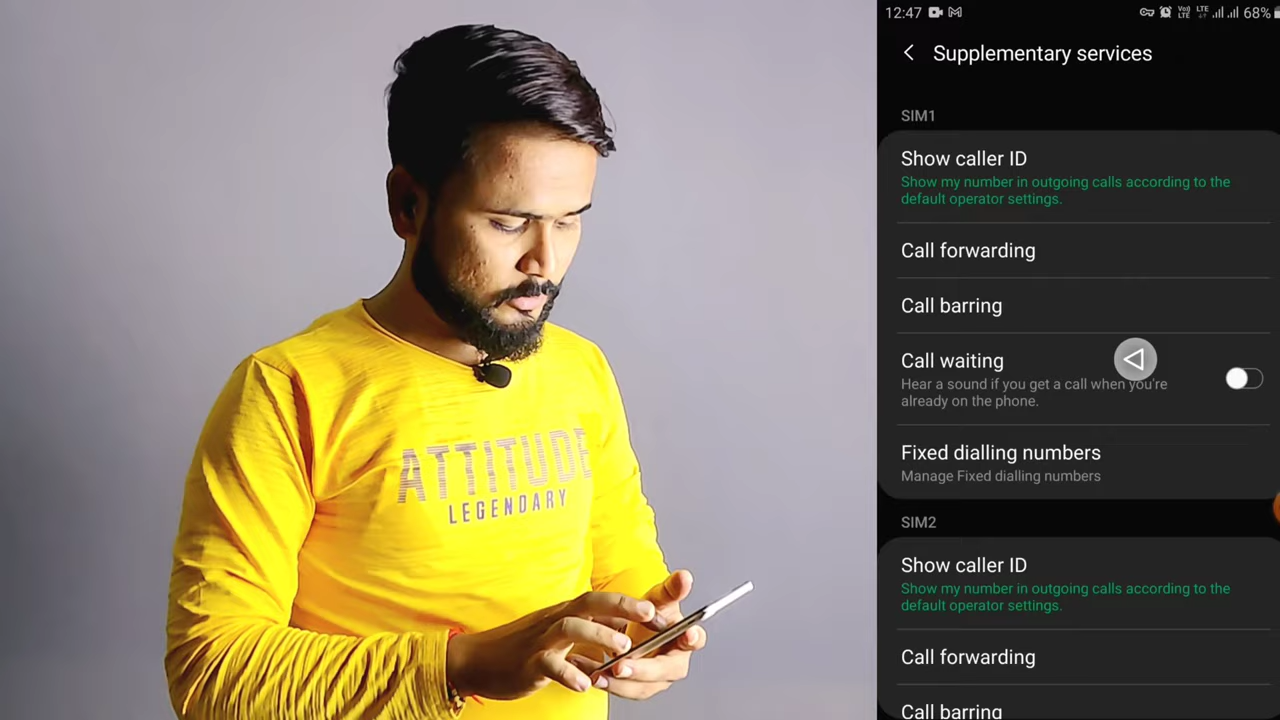 ATTITUDE
LEGENDARY
12:47
Vo) LTE LTE 68%
Supplementary services
SIM1
Show caller ID
Show my number in outgoing calls according to the
default operator settings.
Call forwarding
Call barring
Call waiting
Hear a sound if you get a call when you're
already on the phone.
Fixed dialling numbers
Manage Fixed dialling numbers
SIM2
Show caller ID
Show my number in outgoing calls according to the
default operator settings.
Call forwarding
Call barring